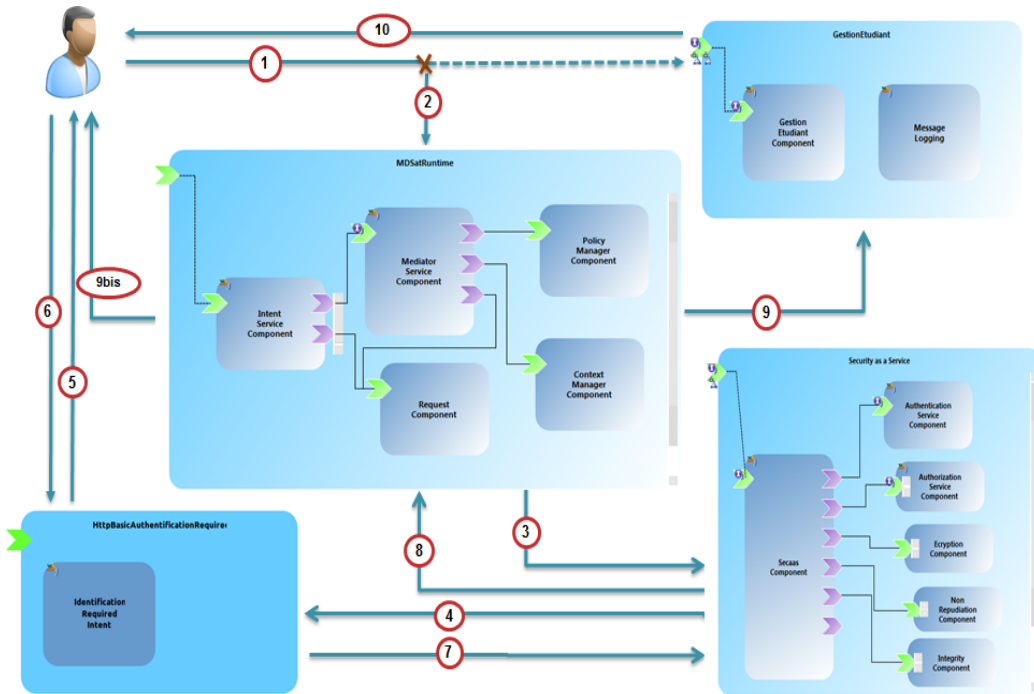 10
GestionEtudiant
1
2
Gestion
Etudiant
Component
Message
Logging
MDSatRuntime
Policy
Manager
Component
Mediator
Service
Component
9bis
6
Intent
Service
Component
9
5
Context
Manager
Component
Request
Component
Security as a Service
Authentication
Service
Component
Authorization
Service
Component
HttpBasicAuthentificationRequire
3
8
Ecryption
Component
Secaas
Component
Identification
Required
Intent
4
Non
Repudiation
Component
7
Integrity
Component